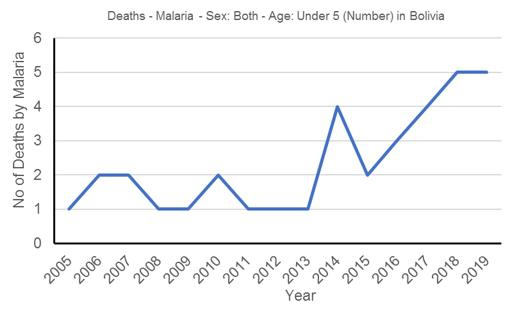 Deaths - Malaria - Sex: Both - Age: Under 5 (Number) in Bolivia
No of Deaths by Malaria
6
5
4
3
2
1
0
2005 2006 2007 2008 2009 2010 2011 2012 2013 2014 2015 2016 2017 2018 2019
Year